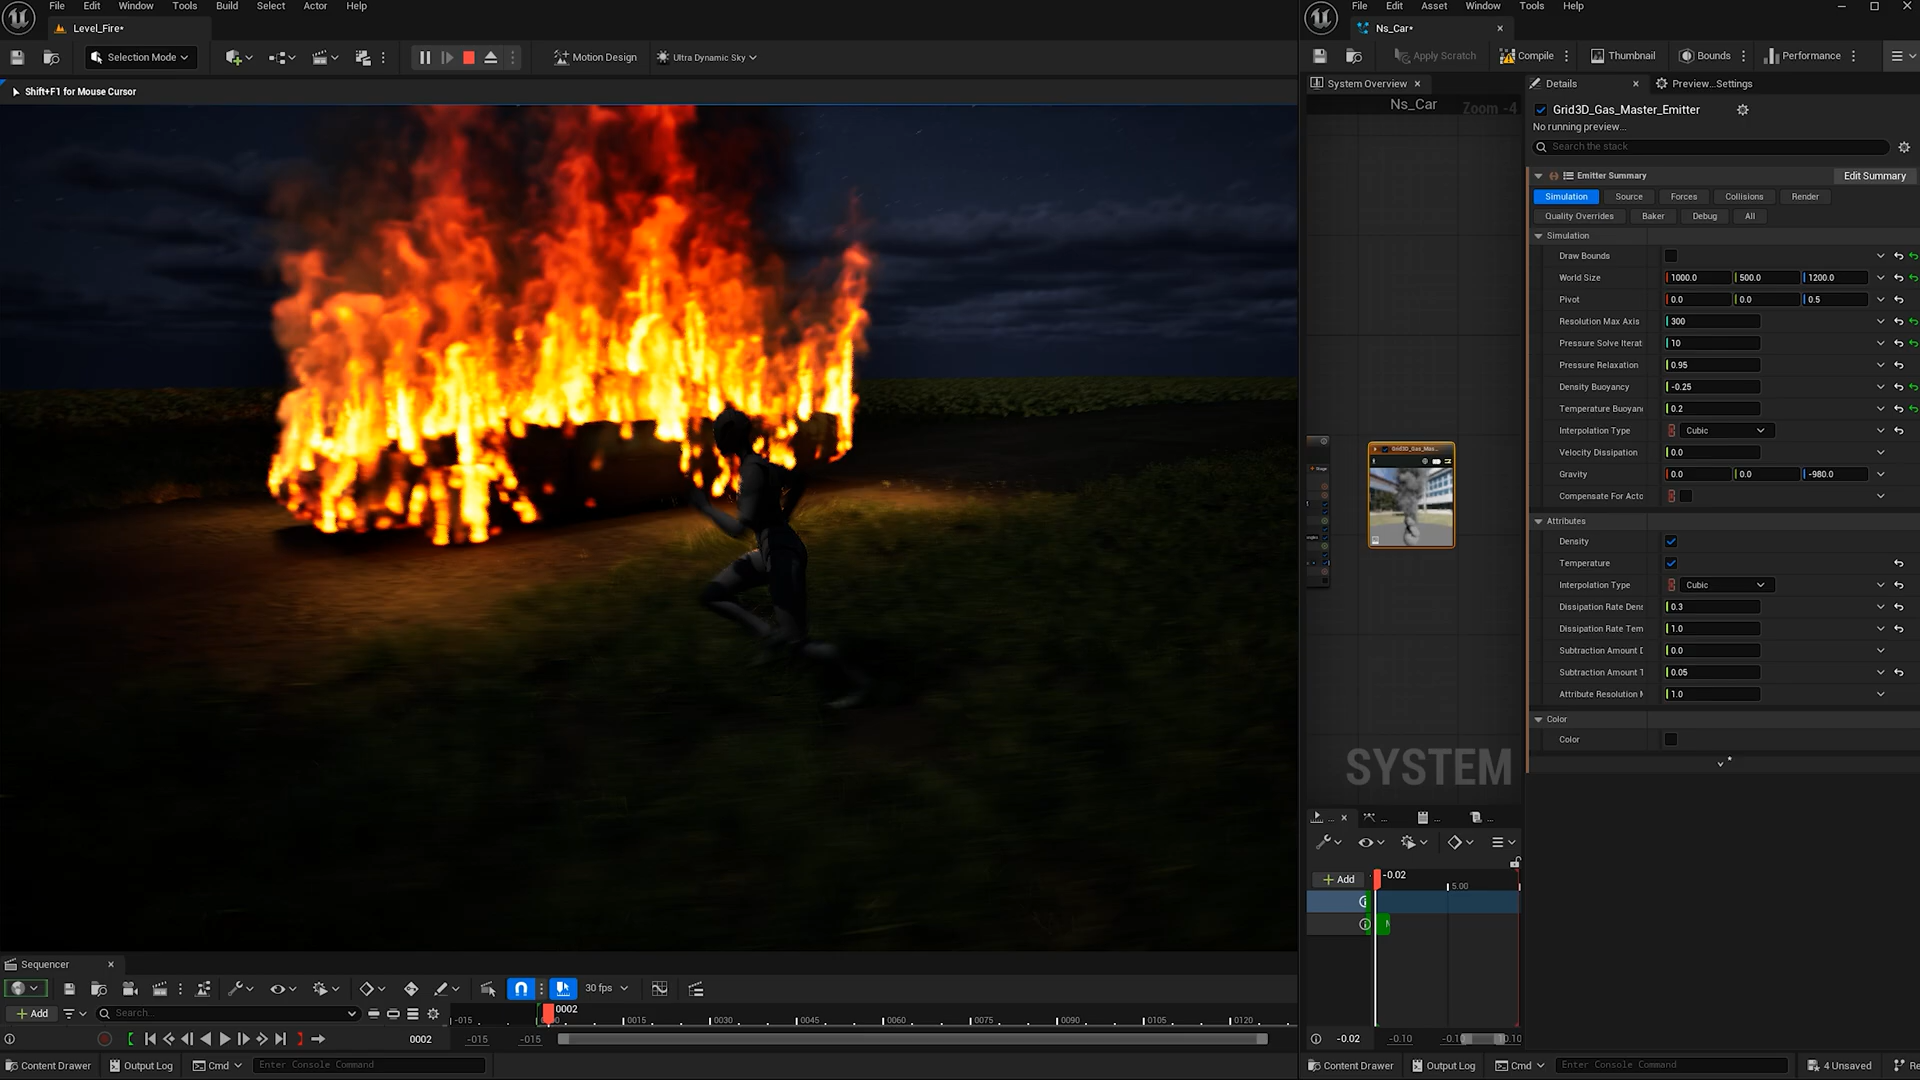 File Edit Window Tools Build Select Actor Help
Level_Fire*
Selection Mode
Motion Design
Ultra Dynamic Sky
Shift+F1 for Mouse Cursor
Sequencer
30 fps
Add
Search...
0002
-015
0015
0030
0045
0060
0075
0090
0105
0120
0002
-015
-015
Content Drawer
Output Log
Cmd
Enter Console Command
File Edit Asset Window Tools Help
Ns_Car*
Apply Scratch
Compile
Thumbnail
Bounds
Performance
System Overview
Ns_Car
Zoom -4
SYSTEM
Add
-0.02
5.00
-0.02
-0.10
Details
Preview...Settings
Grid3D_Gas_Master_Emitter
No running preview...
Search the stack
Emitter Summary
Edit Summary
Simulation
Source
Forces
Collisions
Render
Quality Overrides
Baker
Debug
All
Simulation
Draw Bounds
World Size 1000.0 500.0 1200.0
Pivot 0.0 0.0 0.5
Resolution Max Axis 300
Pressure Solve Iterat 10
Pressure Relaxation 0.95
Density Buoyancy -0.25
Temperature Buoyan 0.2
Interpolation Type Cubic
Velocity Dissipation 0.0
Gravity 0.0 0.0 -980.0
Compensate For Acto
Attributes
Density
Temperature
Interpolation Type Cubic
Dissipation Rate Dens 0.3
Dissipation Rate Tem 1.0
Subtraction Amount D 0.0
Subtraction Amount T 0.05
Attribute Resolution M 1.0
Color
Color
Content Drawer
Output Log
Cmd
Enter Console Command
4 Unsaved
Re